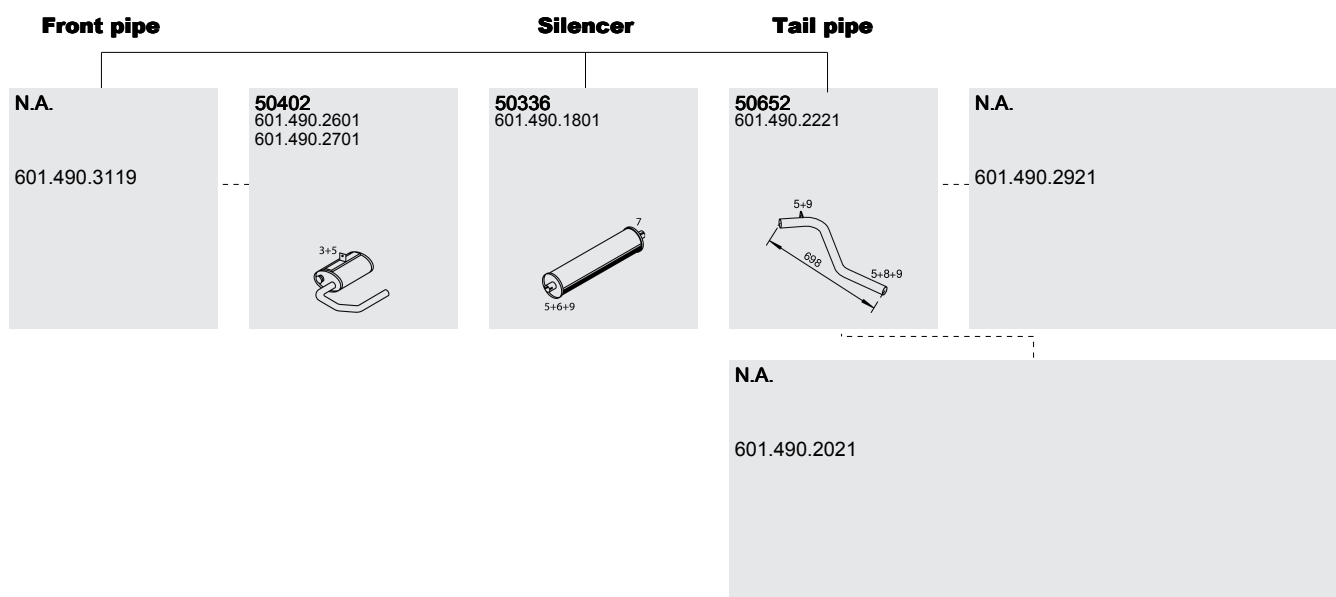 Front pipe
Silencer
Tail pipe
N.A.
601.490.3119
50402
601.490.2601
601.490.2701
3+5
50336
601.490.1801
7
5+6+9
50652
601.490.2221
5+9
698
5+8+9
N.A.
601.490.2921
N.A.
601.490.2021